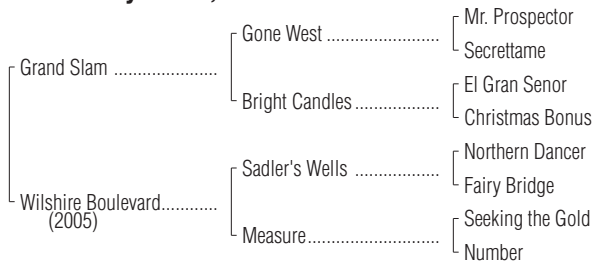 Gone West ......................
Mr. Prospector
Secrettame
Grand Slam .....................
Bright Candles.................
El Gran Senor
Christmas Bonus
Sadler's Wells .................
Northern Dancer
Fairy Bridge
Wilshire Boulevard...........
(2005)
Measure..........................
Seeking the Gold
Number